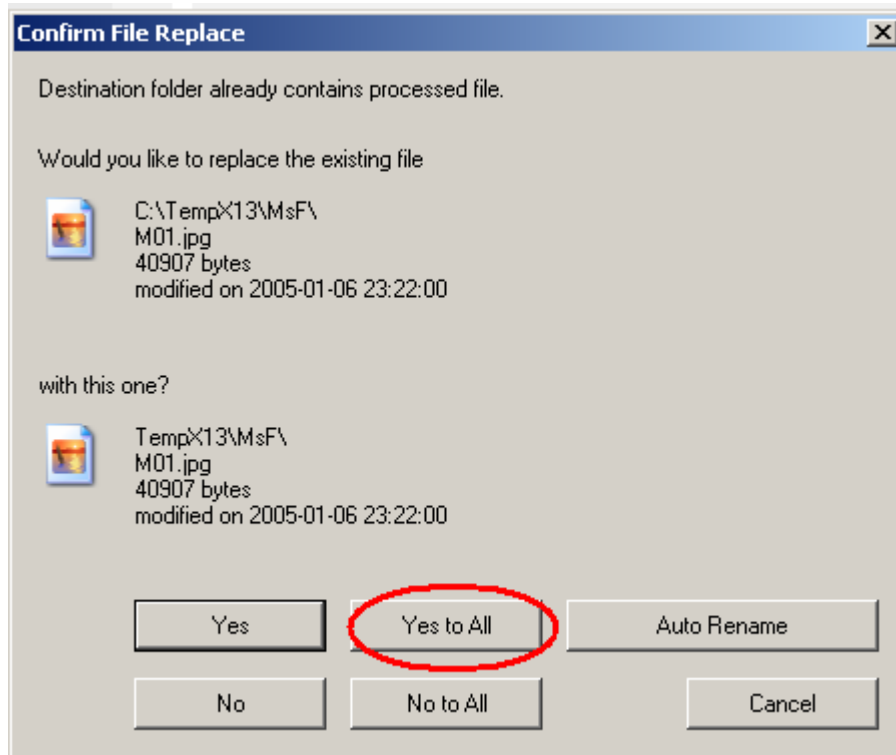 Confirm File Replace
Destination folder already contains processed file.
Would you like to replace the existing file
C:\TempX13\MsF\
M01.jpg
40907 bytes
modified on 2005-01-06 23:22:00
with this one?
TempX13\MsF\
M01.jpg
40907 bytes
modified on 2005-01-06 23:22:00
Yes
Yes to All
Auto Rename
No
No to All
Cancel